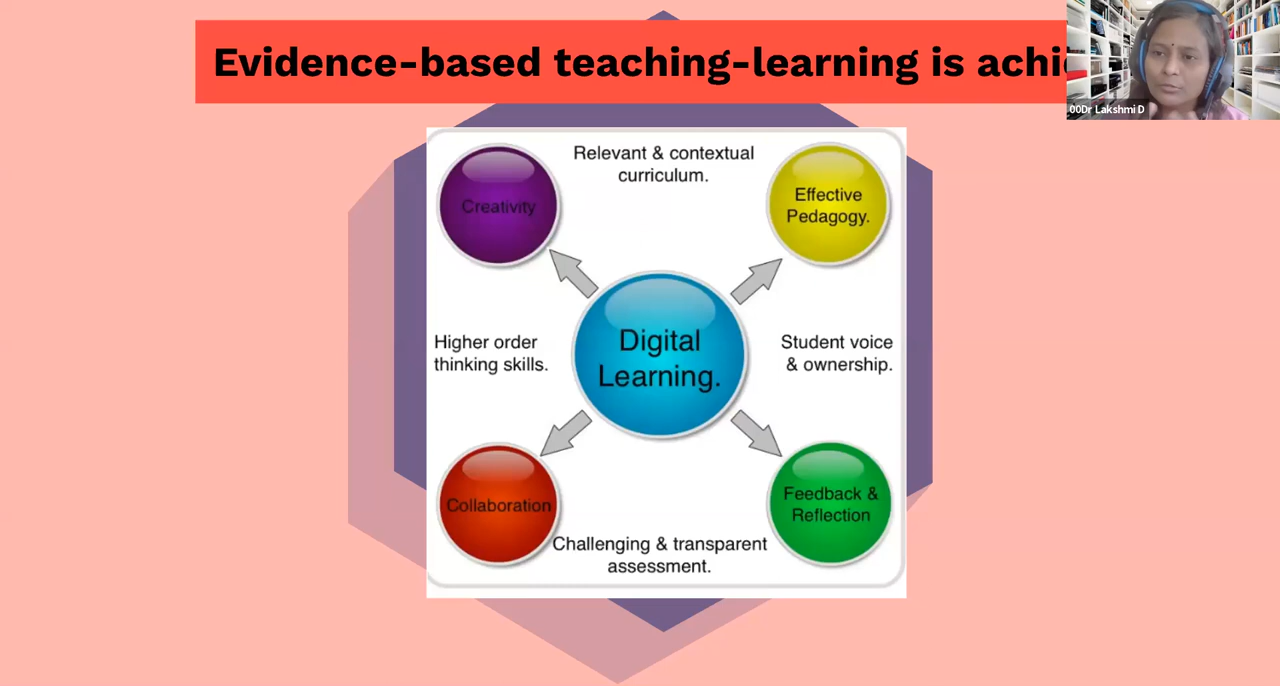 Evidence-based teaching-learning is
00Dr Lakshmi D
Relevant & contextual
curriculum.
Creativity
Effective
Pedagogy.
Digital
Learning.
Higher order
thinking skills.
Student voice
& ownership.
Collaboration
Feedback &
Reflection
Challenging & transparent
assessment.